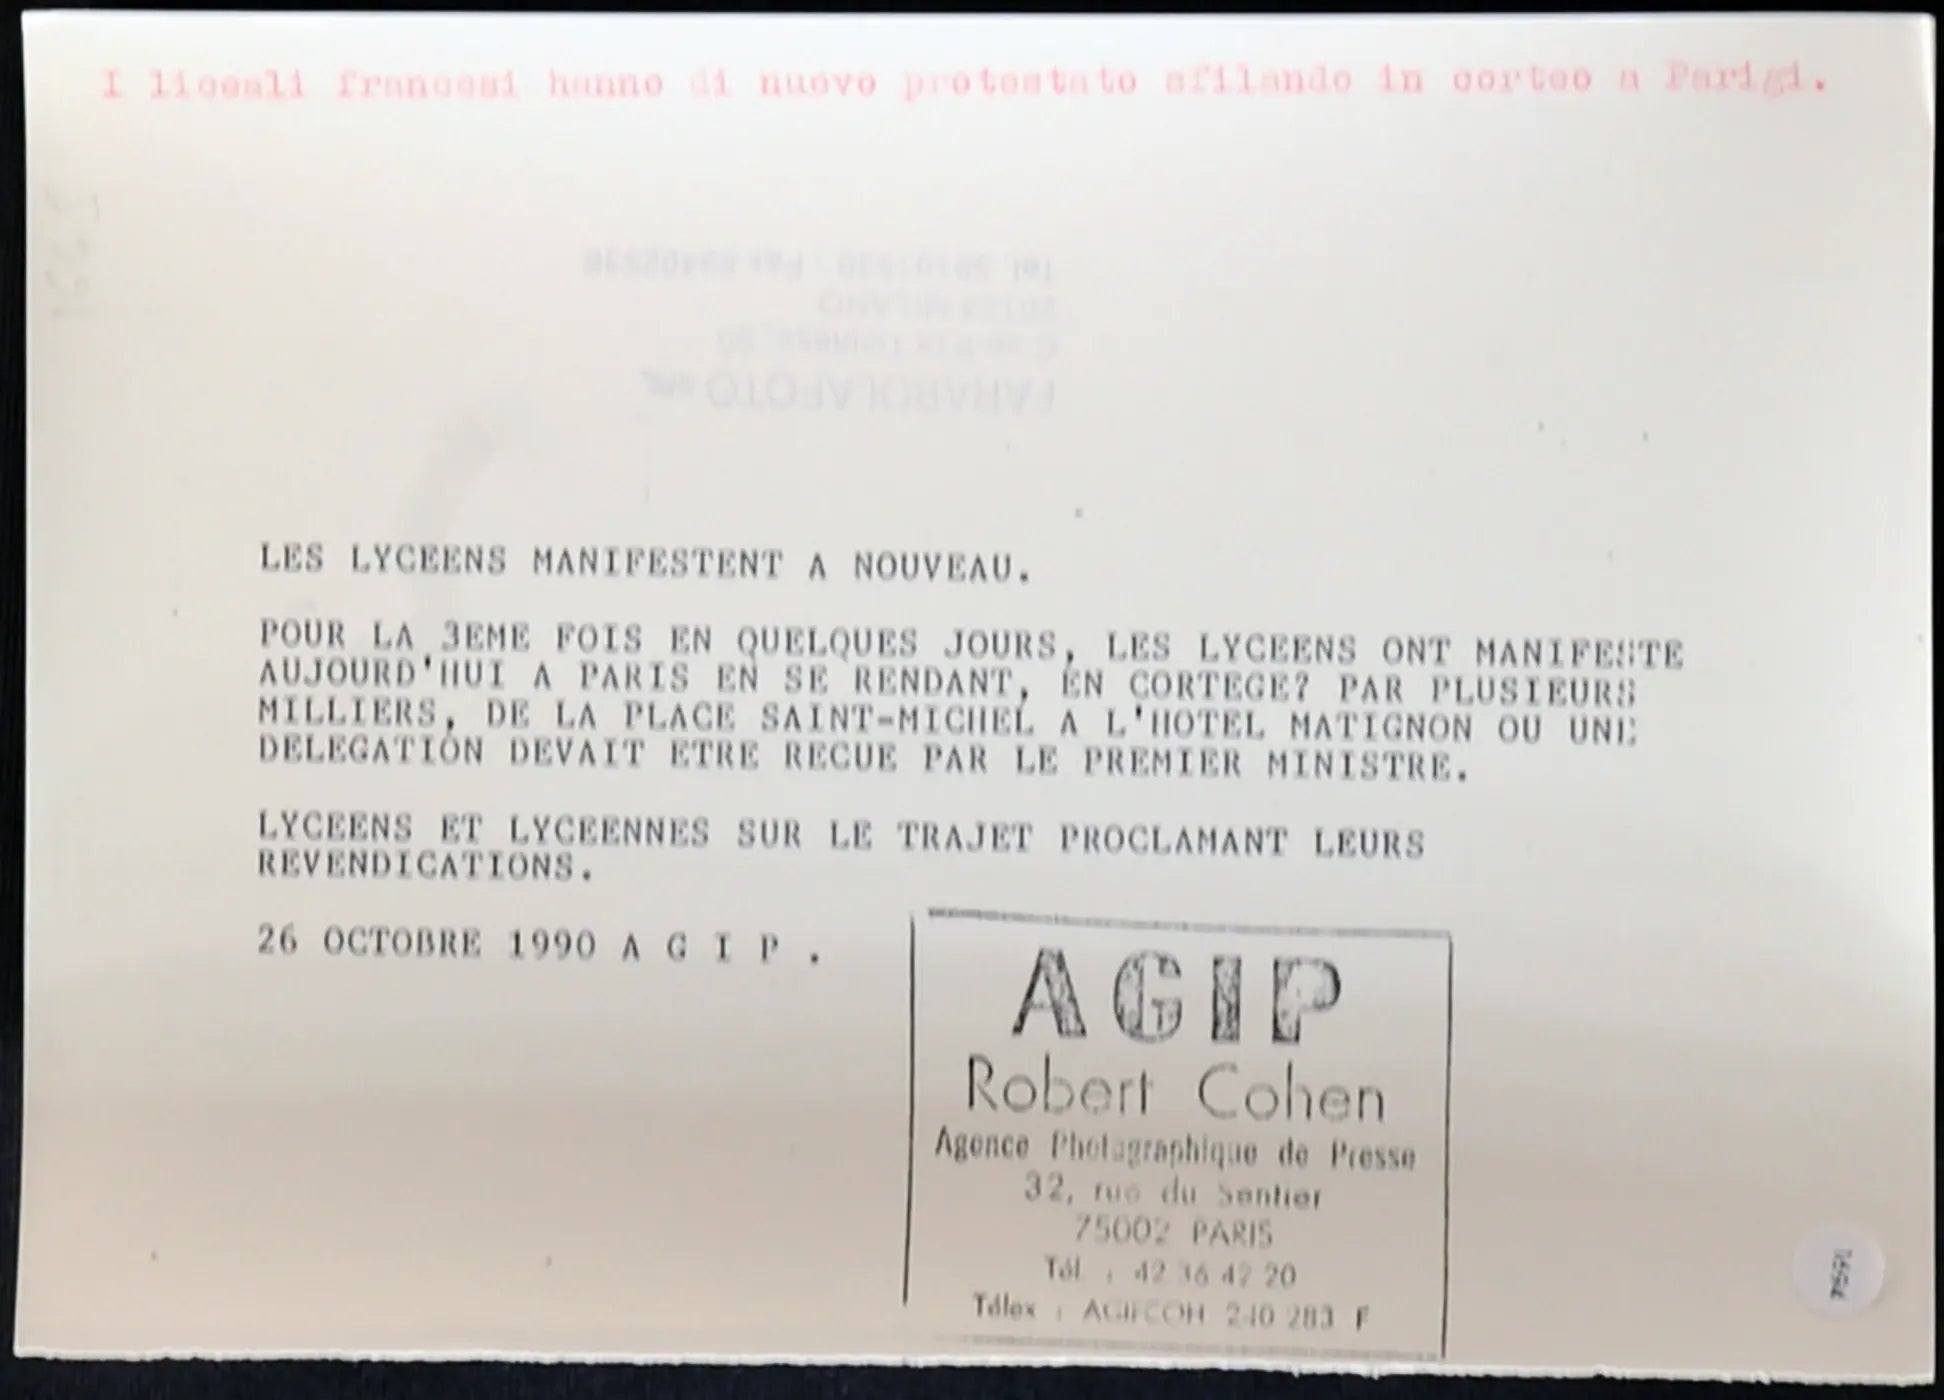 I liceali francesi hanno di nuovo protestato sfilando in corteo a Parigi.
FARABOLAFOTO
20123 MILANO
LES LYCEENS MANIFESTENT A NOUVEAU.
POUR LA 3EME FOIS EN QUELQUES JOURS, LES LYCEENS ONT MANIFESTE
AUJOURD'HUI A PARIS EN SE RENDANT, EN CORTEGE? PAR PLUSIEURS
MILLIERS, DE LA PLACE SAINT-MICHEL A L'HOTEL MATIGNON OU UNE
DELEGATION DEVAIT ETRE RECUE PAR LE PREMIER MINISTRE.
LYCEENS ET LYCEENNES SUR LE TRAJET PROCLAMANT LEURS
REVENDICATIONS.
26 OCTOBRE 1990 A G I P .
AGIP
Robert Cohen
Agence Photographique de Presse
32, rue du Sentier
75002 PARIS
Tél : 42 36 42 20
Télex : AGIFCOH 240 283 F